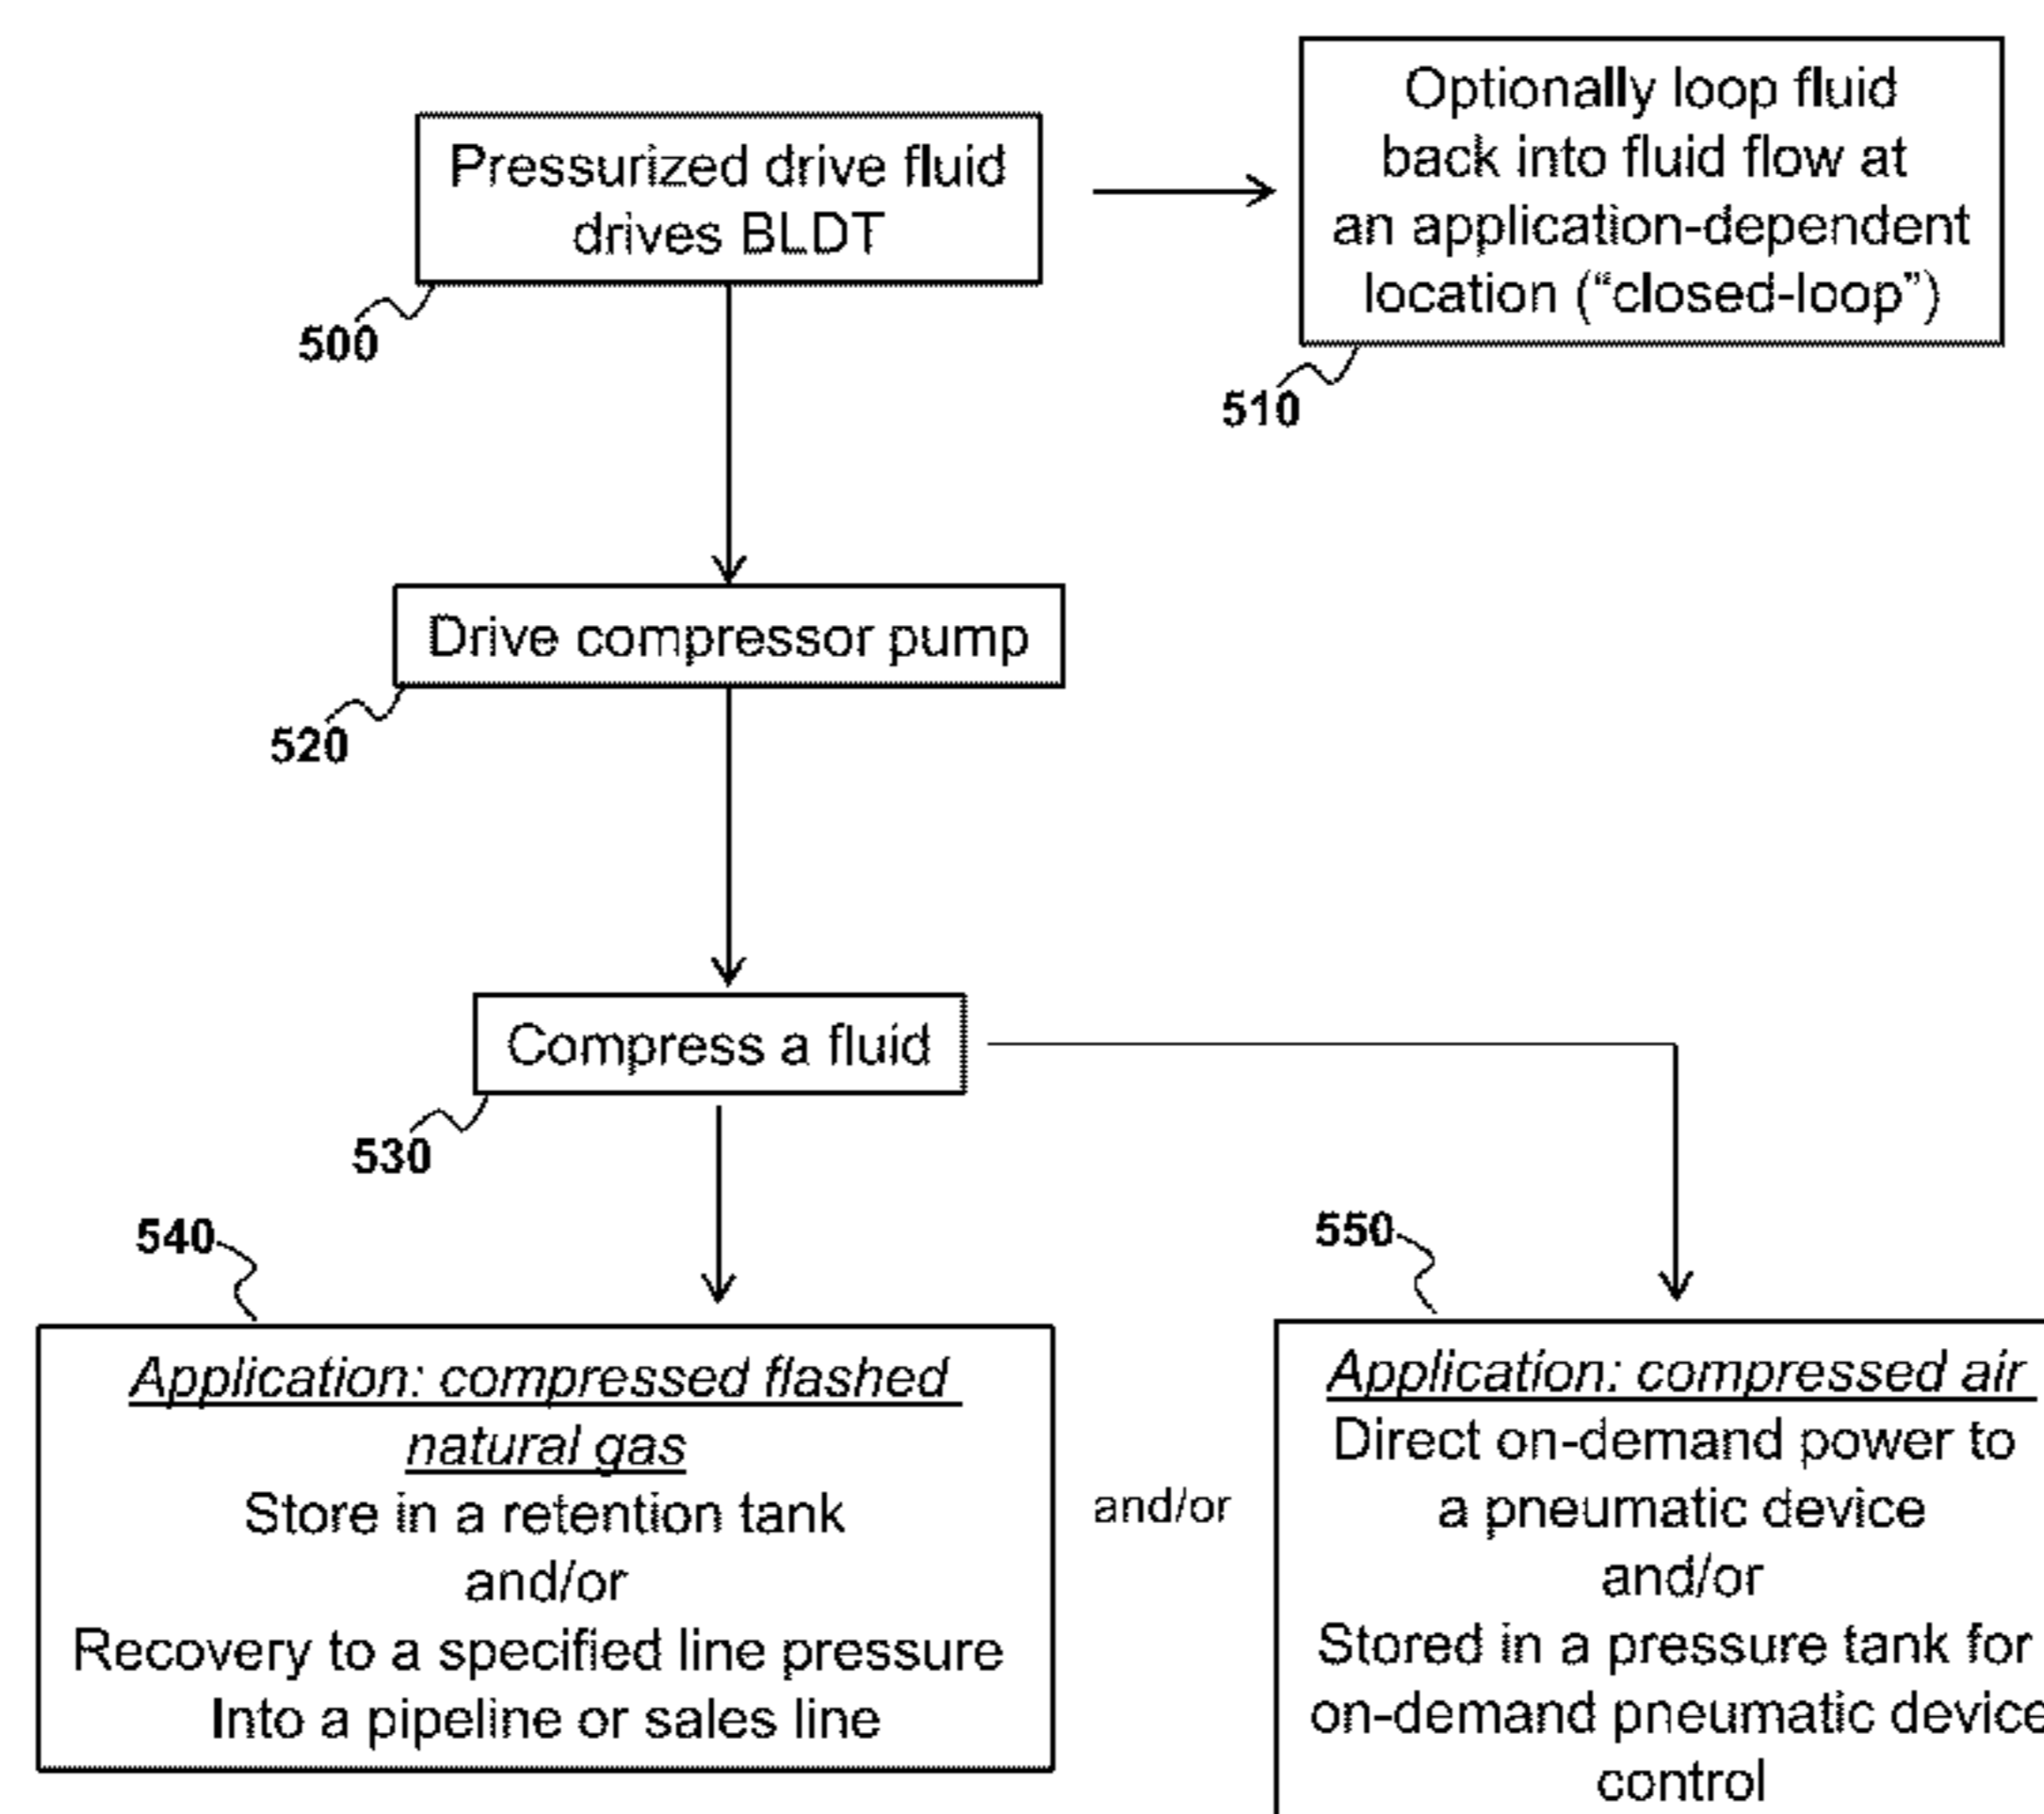 Pressurized drive fluid
drives BLDT
500
Optionally loop fluid
back into fluid flow at
an application-dependent
location (“closed-loop”)
510
Drive compressor pump
520
Compress a fluid
530
540
Application: compressed flashed
natural gas
Store in a retention tank
and/or
Recovery to a specified line pressure
Into a pipeline or sales line
and/or
550
Application: compressed air
Direct on-demand power to
a pneumatic device
and/or
Stored in a pressure tank for
on-demand pneumatic device
control